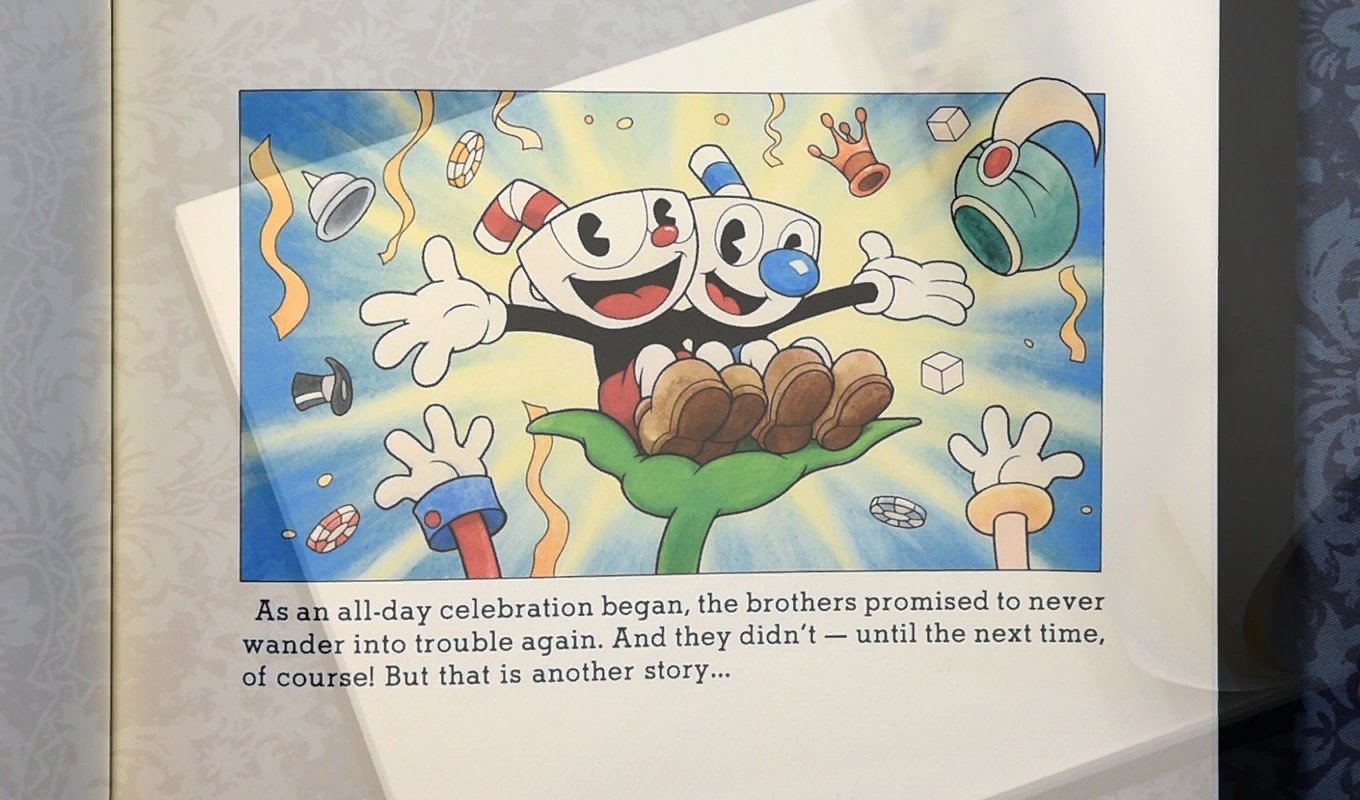 As an all-day celebration began, the brothers promised to never
wander into trouble again. And they didn't — until the next time,
of course! But that is another story...